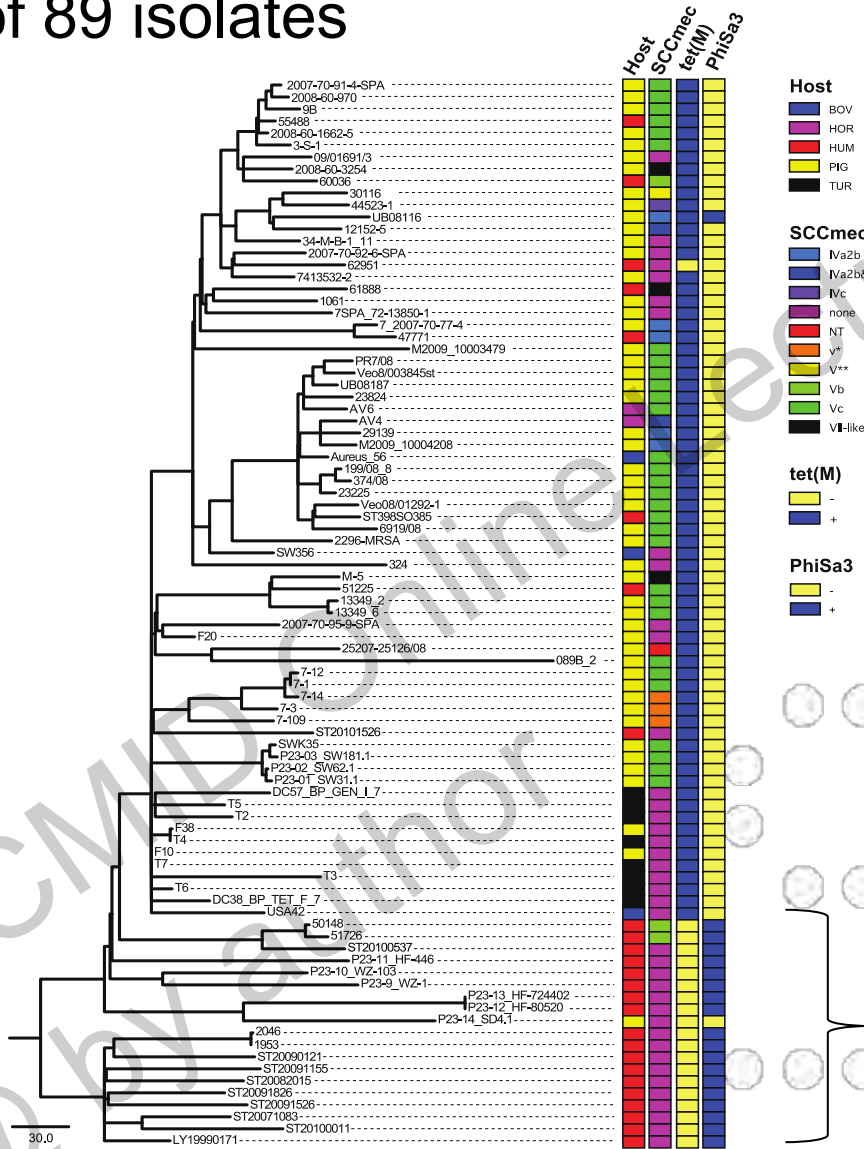 of 89 isolates
Host SCCmec tet(M) PhiSa3
2007-70-91-4-SPA
2008-60-970
9B
55488
2008-60-1662-5
3-S-1
09/01691/3
2008-60-3254
60036
30116
44523-1
UB08116
12152-5
34-M-B-1_11
2007-70-92-6-SPA
62951
7413532-2
61888
1061
7SPA_72-13850-1
7_2007-70-77-4
47771
M2009_10003479
PR7/08
Veo8/003845st
UB08187
23824
AV6
AV4
29139
M2009_10004208
Aureus_56
199/08_8
374/08
23225
Veo08/01292-1
ST398SO385
6919/08
2296-MRSA
SW356
324
M-5
51225
13349_2
13349_6
2007-70-95-9-SPA
F20
25207-25126/08
089B_2
7-12
7-1
7-14
7-3
7-109
ST20101526
SWK35
P23-03_SW181.1
P23-02_SW62.1
P23-01_SW31.1
DC57_BP_GEN_I_7
T5
T2
F38
T4
F10
T7
T3
T6
DC38_BP_TET_F_7
USA42
50148
51726
ST20100537
P23-11_HF-446
P23-10_WZ-103
P23-9_WZ-1
P23-13_HF-724402
P23-12_HF-80520
P23-14_SD4.1
2046
1953
ST20090121
ST20091155
ST20082015
ST20091826
ST20091526
ST20071083
ST20100011
LY19990171
30.0
Host
BOV
HOR
HUM
PIG
TUR
SCCmec
IVa2b
IVa2b&
IVc
none
NT
v*
V**
Vb
Vc
VII-like
tet(M)
-
+
PhiSa3
-
+
CMID Online Lect
by author